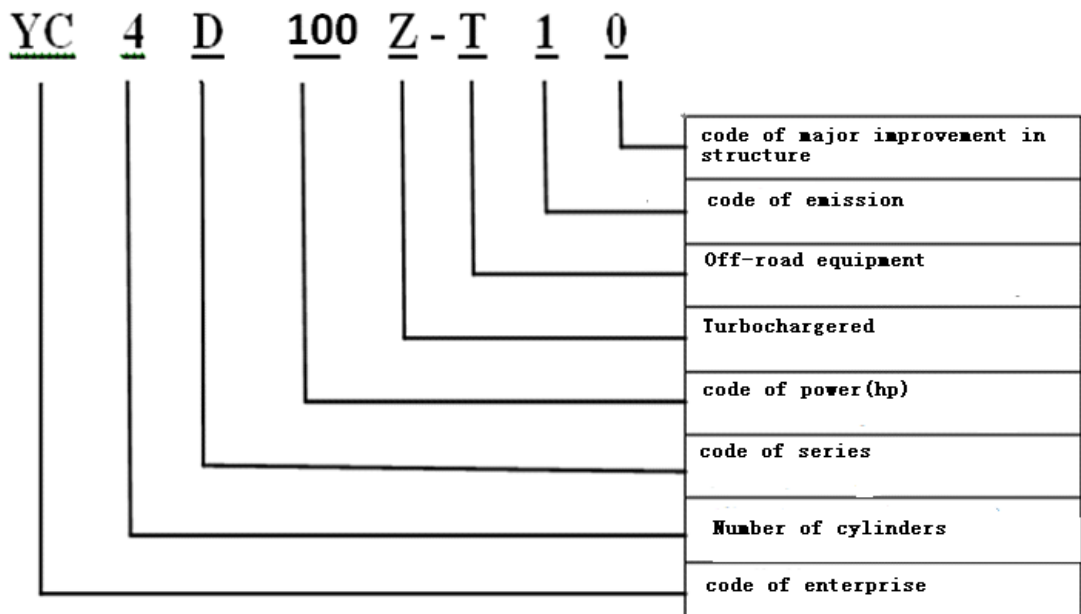 YC 4 D 100 Z - T 1 0
code of major improvement in
structure
code of emission
Off-road equipment
Turbochargered
code of power(hp)
code of series
Number of cylinders
code of enterprise